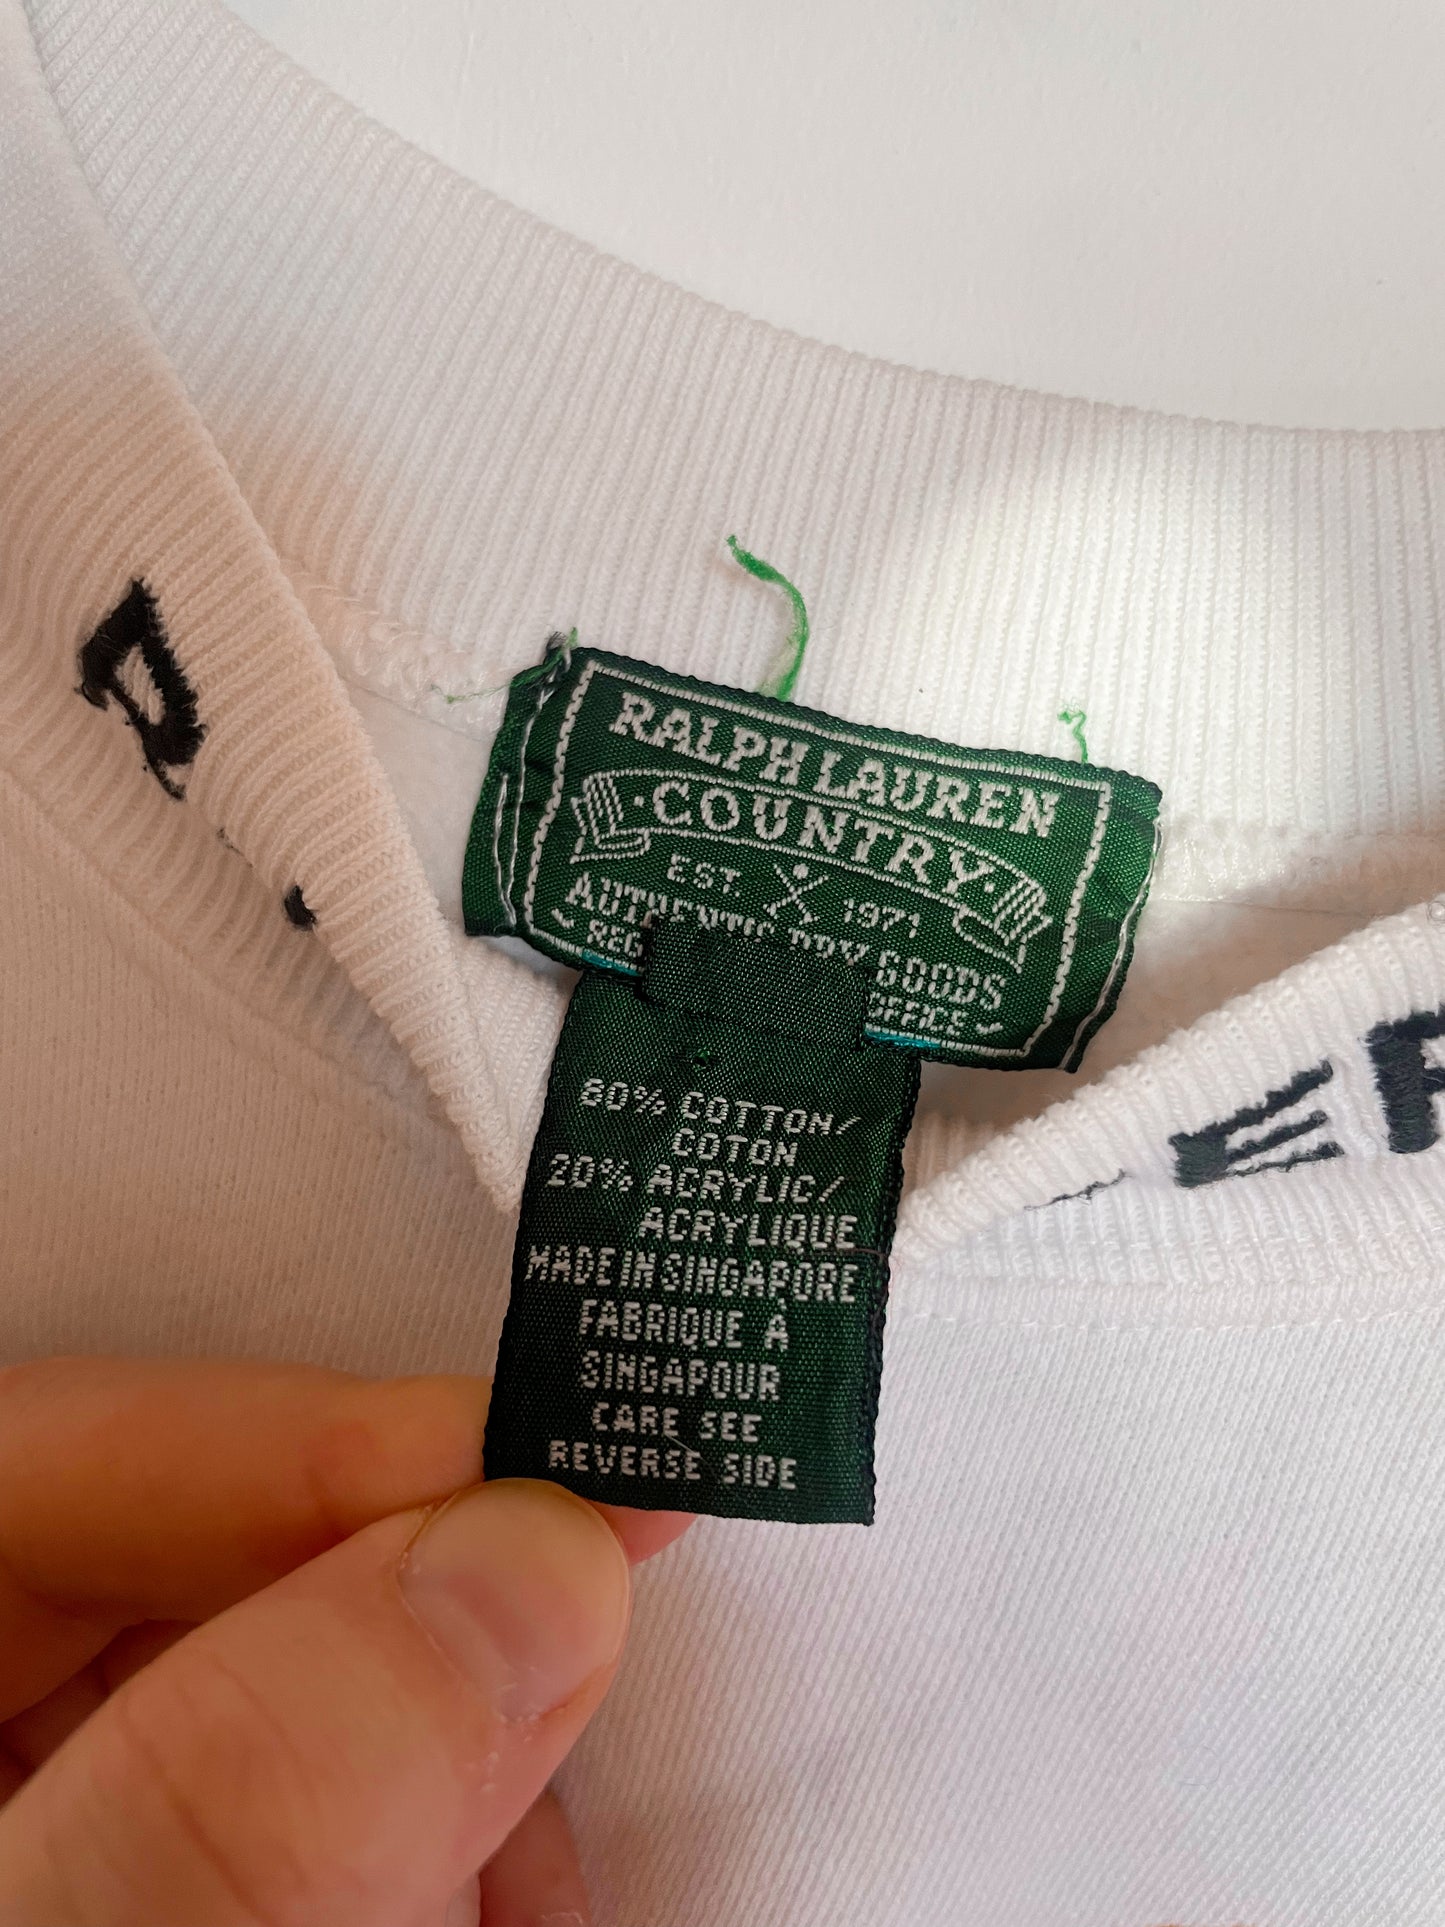 RALPH LAUREN
·COUNTRY·
EST. 1971
GOODS
80% COTTON/
COTON
20% ACRYLIC/
ACRYLIQUE
MADE IN SINGAPORE
FABRIQUE À
SINGAPOUR
CARE SEE
REVERSE SIDE